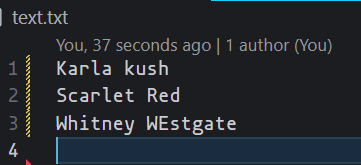 text.txt
You, 37 seconds ago | 1 author (You)
1 Karla kush
2 Scarlet Red
3 Whitney WEstgate
4